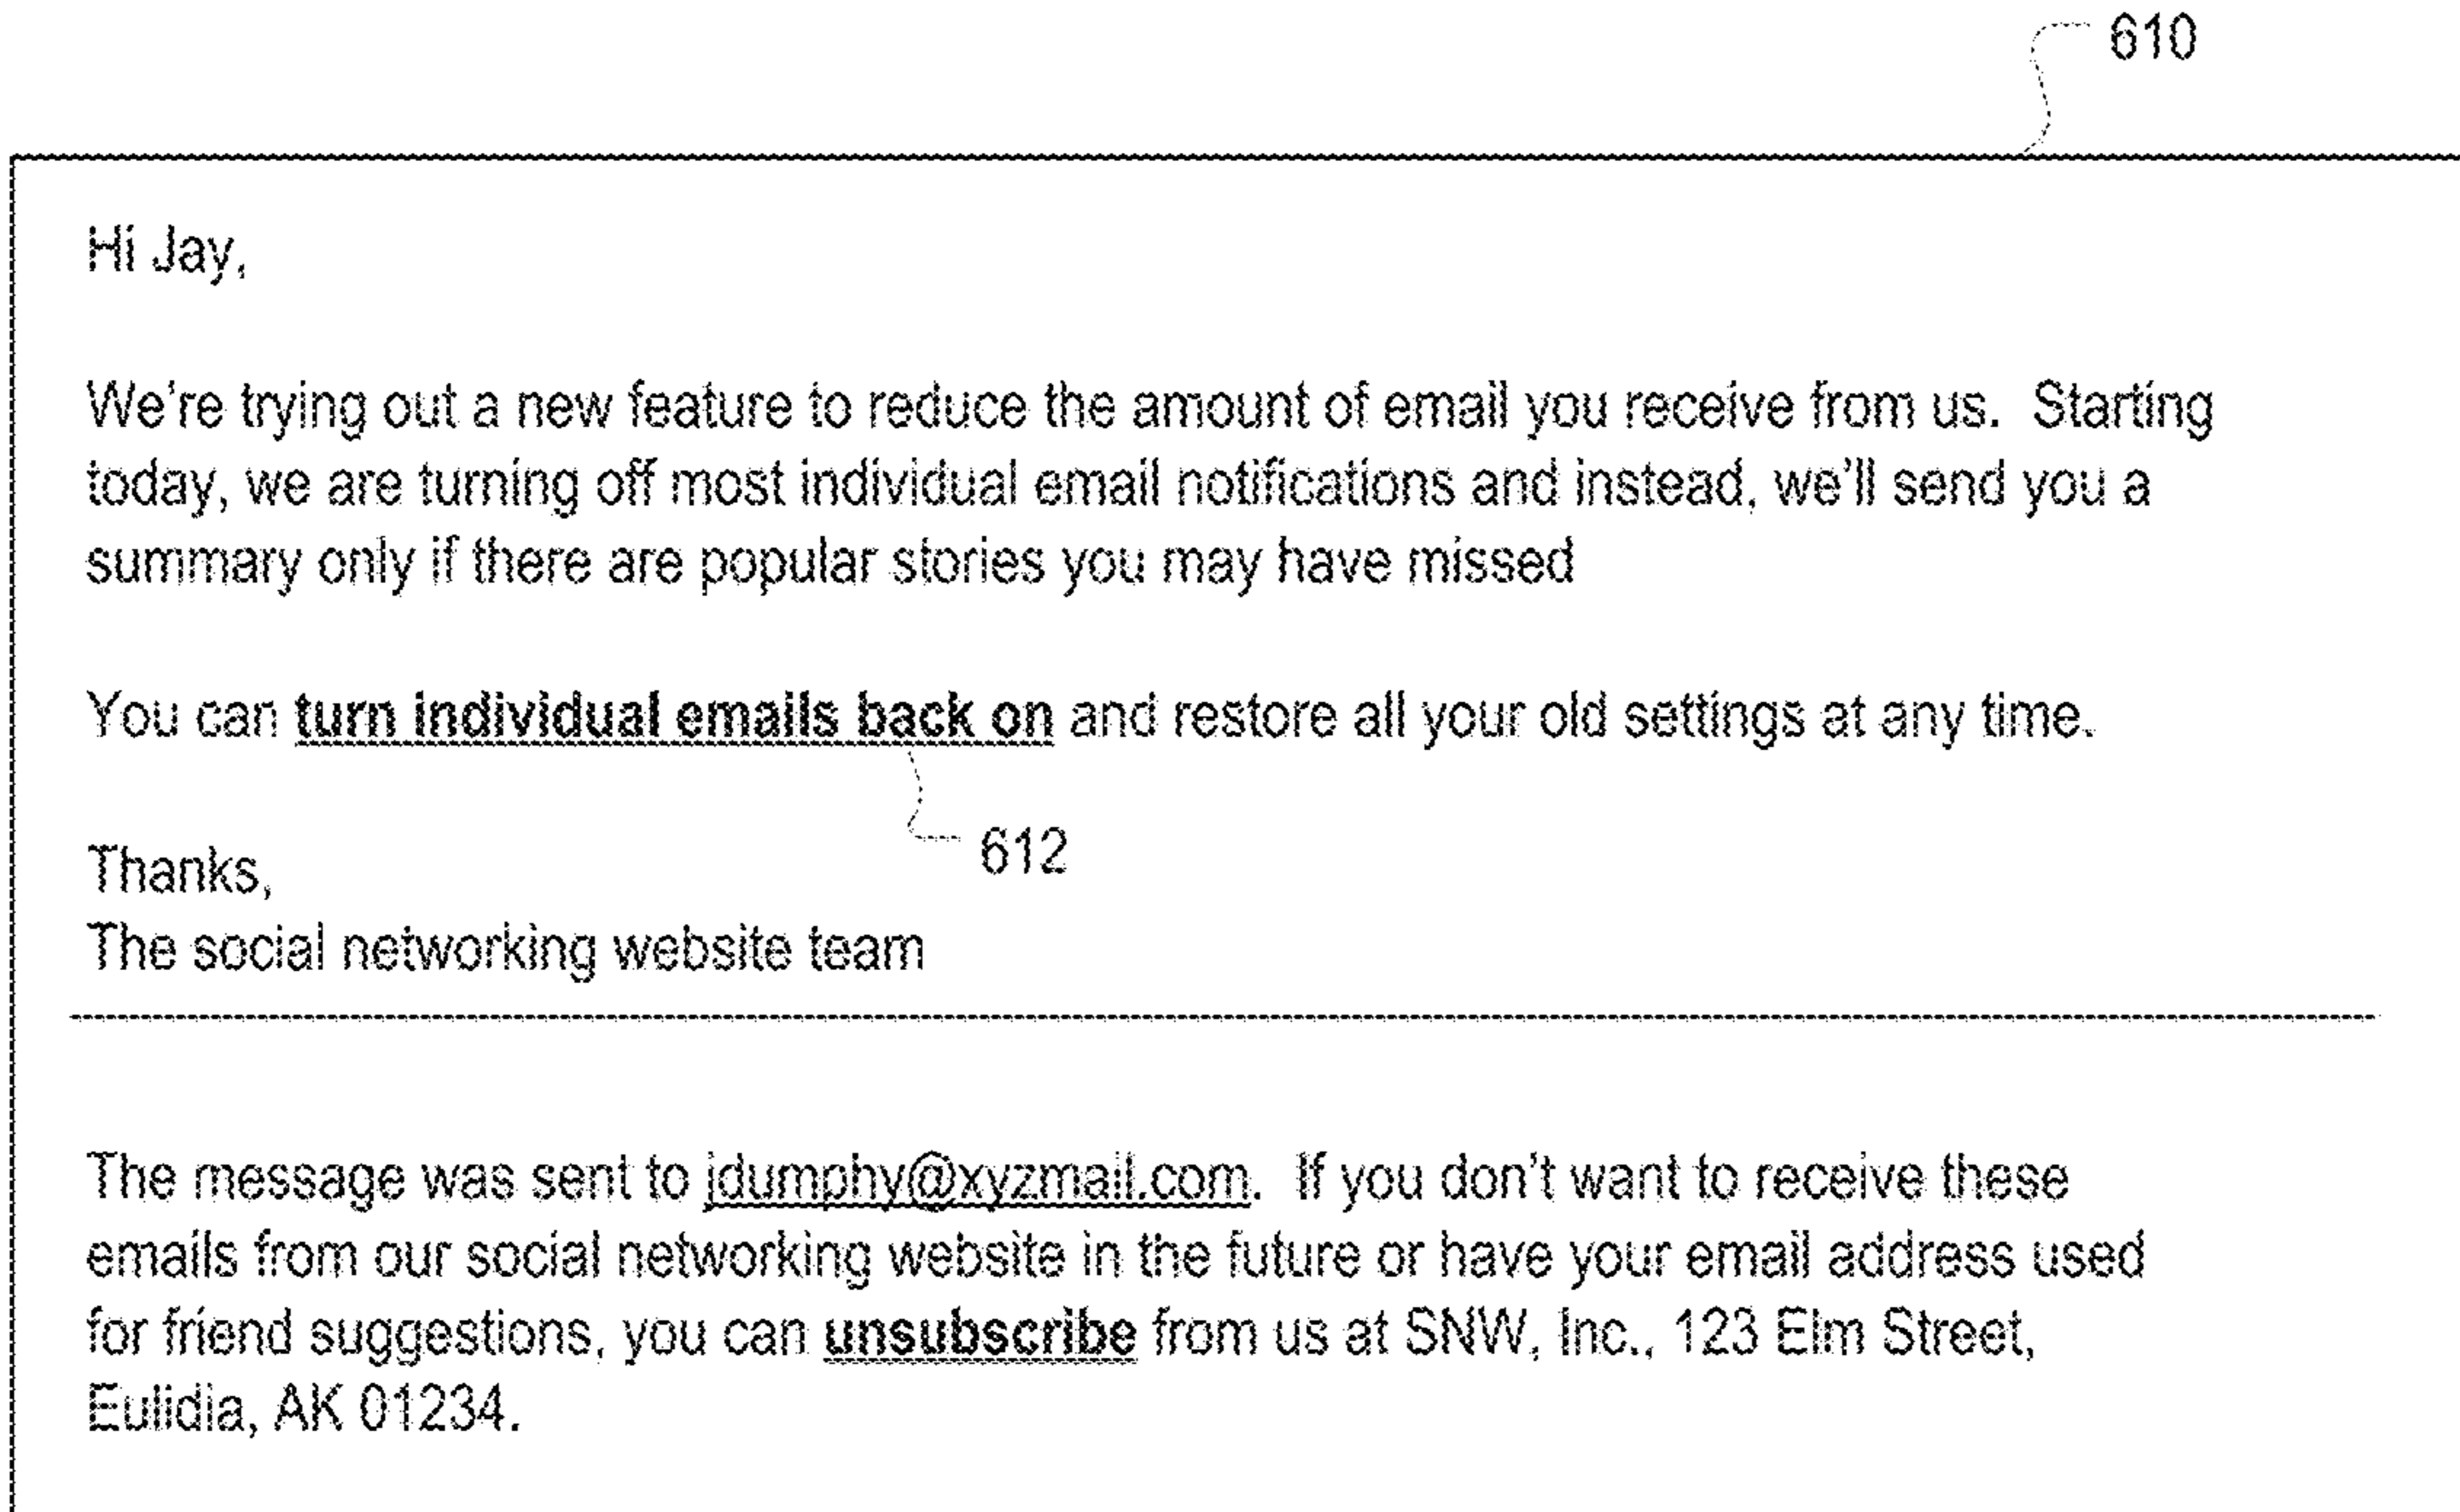 610
Hi Jay,
We're trying out a new feature to reduce the amount of email you receive from us.  Starting
today, we are turning off most individual email notifications and instead, we'll send you a
summary only if there are popular stories you may have missed
You can turn individual emails back on and restore all your old settings at any time.
612
Thanks,
The social networking website team
The message was sent to jdumphy@xyzmail.com.  If you don't want to receive these
emails from our social networking website in the future or have your email address used
for friend suggestions, you can unsubscribe from us at SNW, Inc., 123 Elm Street,
Eulidia, AK 01234.